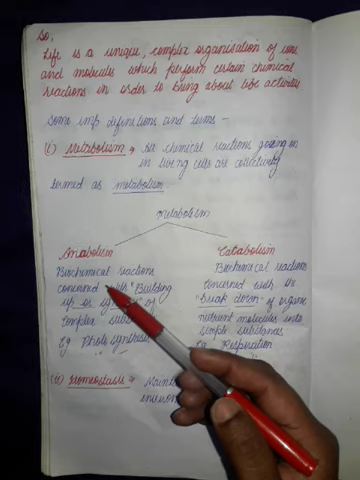 So,
Life is a unique, complex organisation of ions
and molecules which perform certain chemical
reactions in order to bring about life activities
Some imp definitions and terms -
(i) Metabolism → All chemical reactions going on
in living cells are collectively
termed as metabolism
Metabolism
Anabolism
Biochemical reactions
concerned with "Building
up or
complex
Eg Photosynthesis
Catabolism
Biochemical reactions
concerned with the
"break down" of organic
nutrient molecules into
simple substances
Eg Respiration
(ii) Homeostasis →